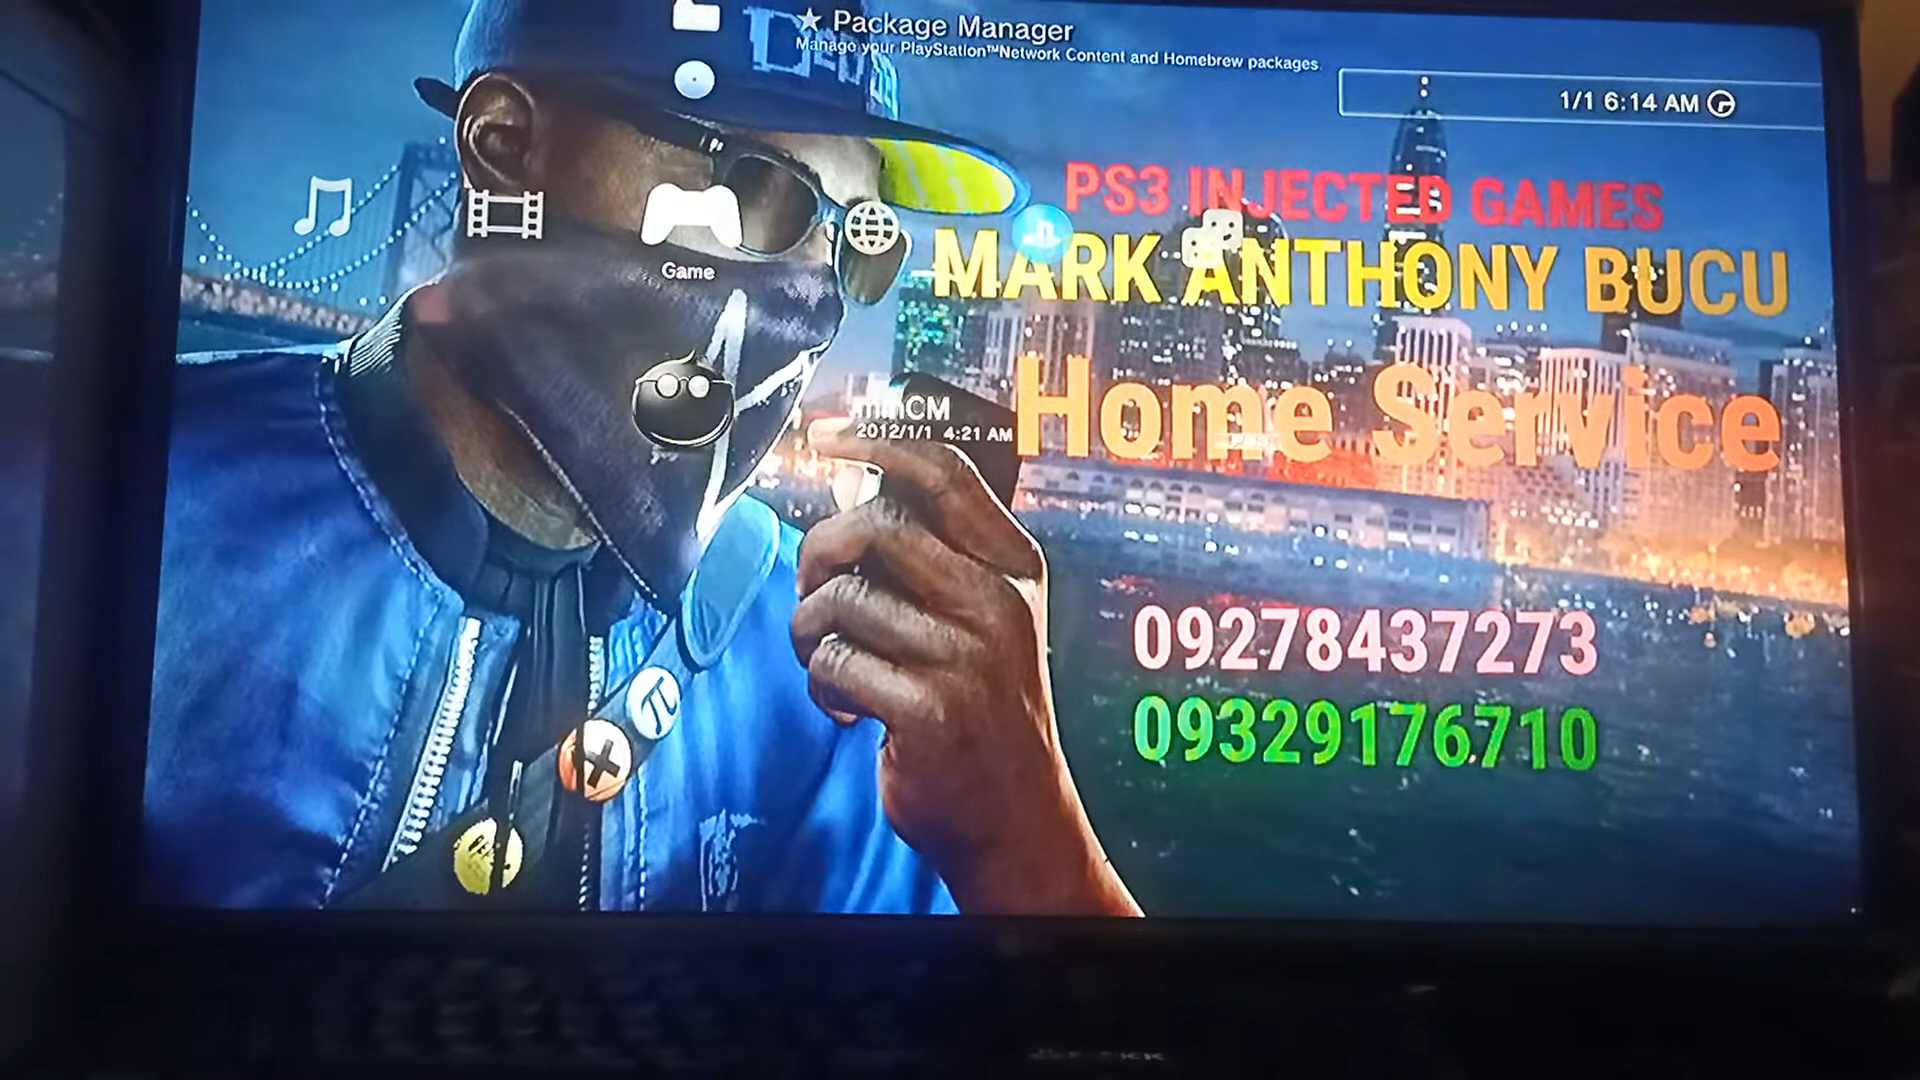 ★ Package Manager
Manage your PlayStation™Network Content and Homebrew packages.
1/1 6:14 AM
PS3 INJECTED GAMES
MARK ANTHONY BUCU
Game
mmCM
2012/1/1 4:21 AM
Home Service
09278437273
09329176710